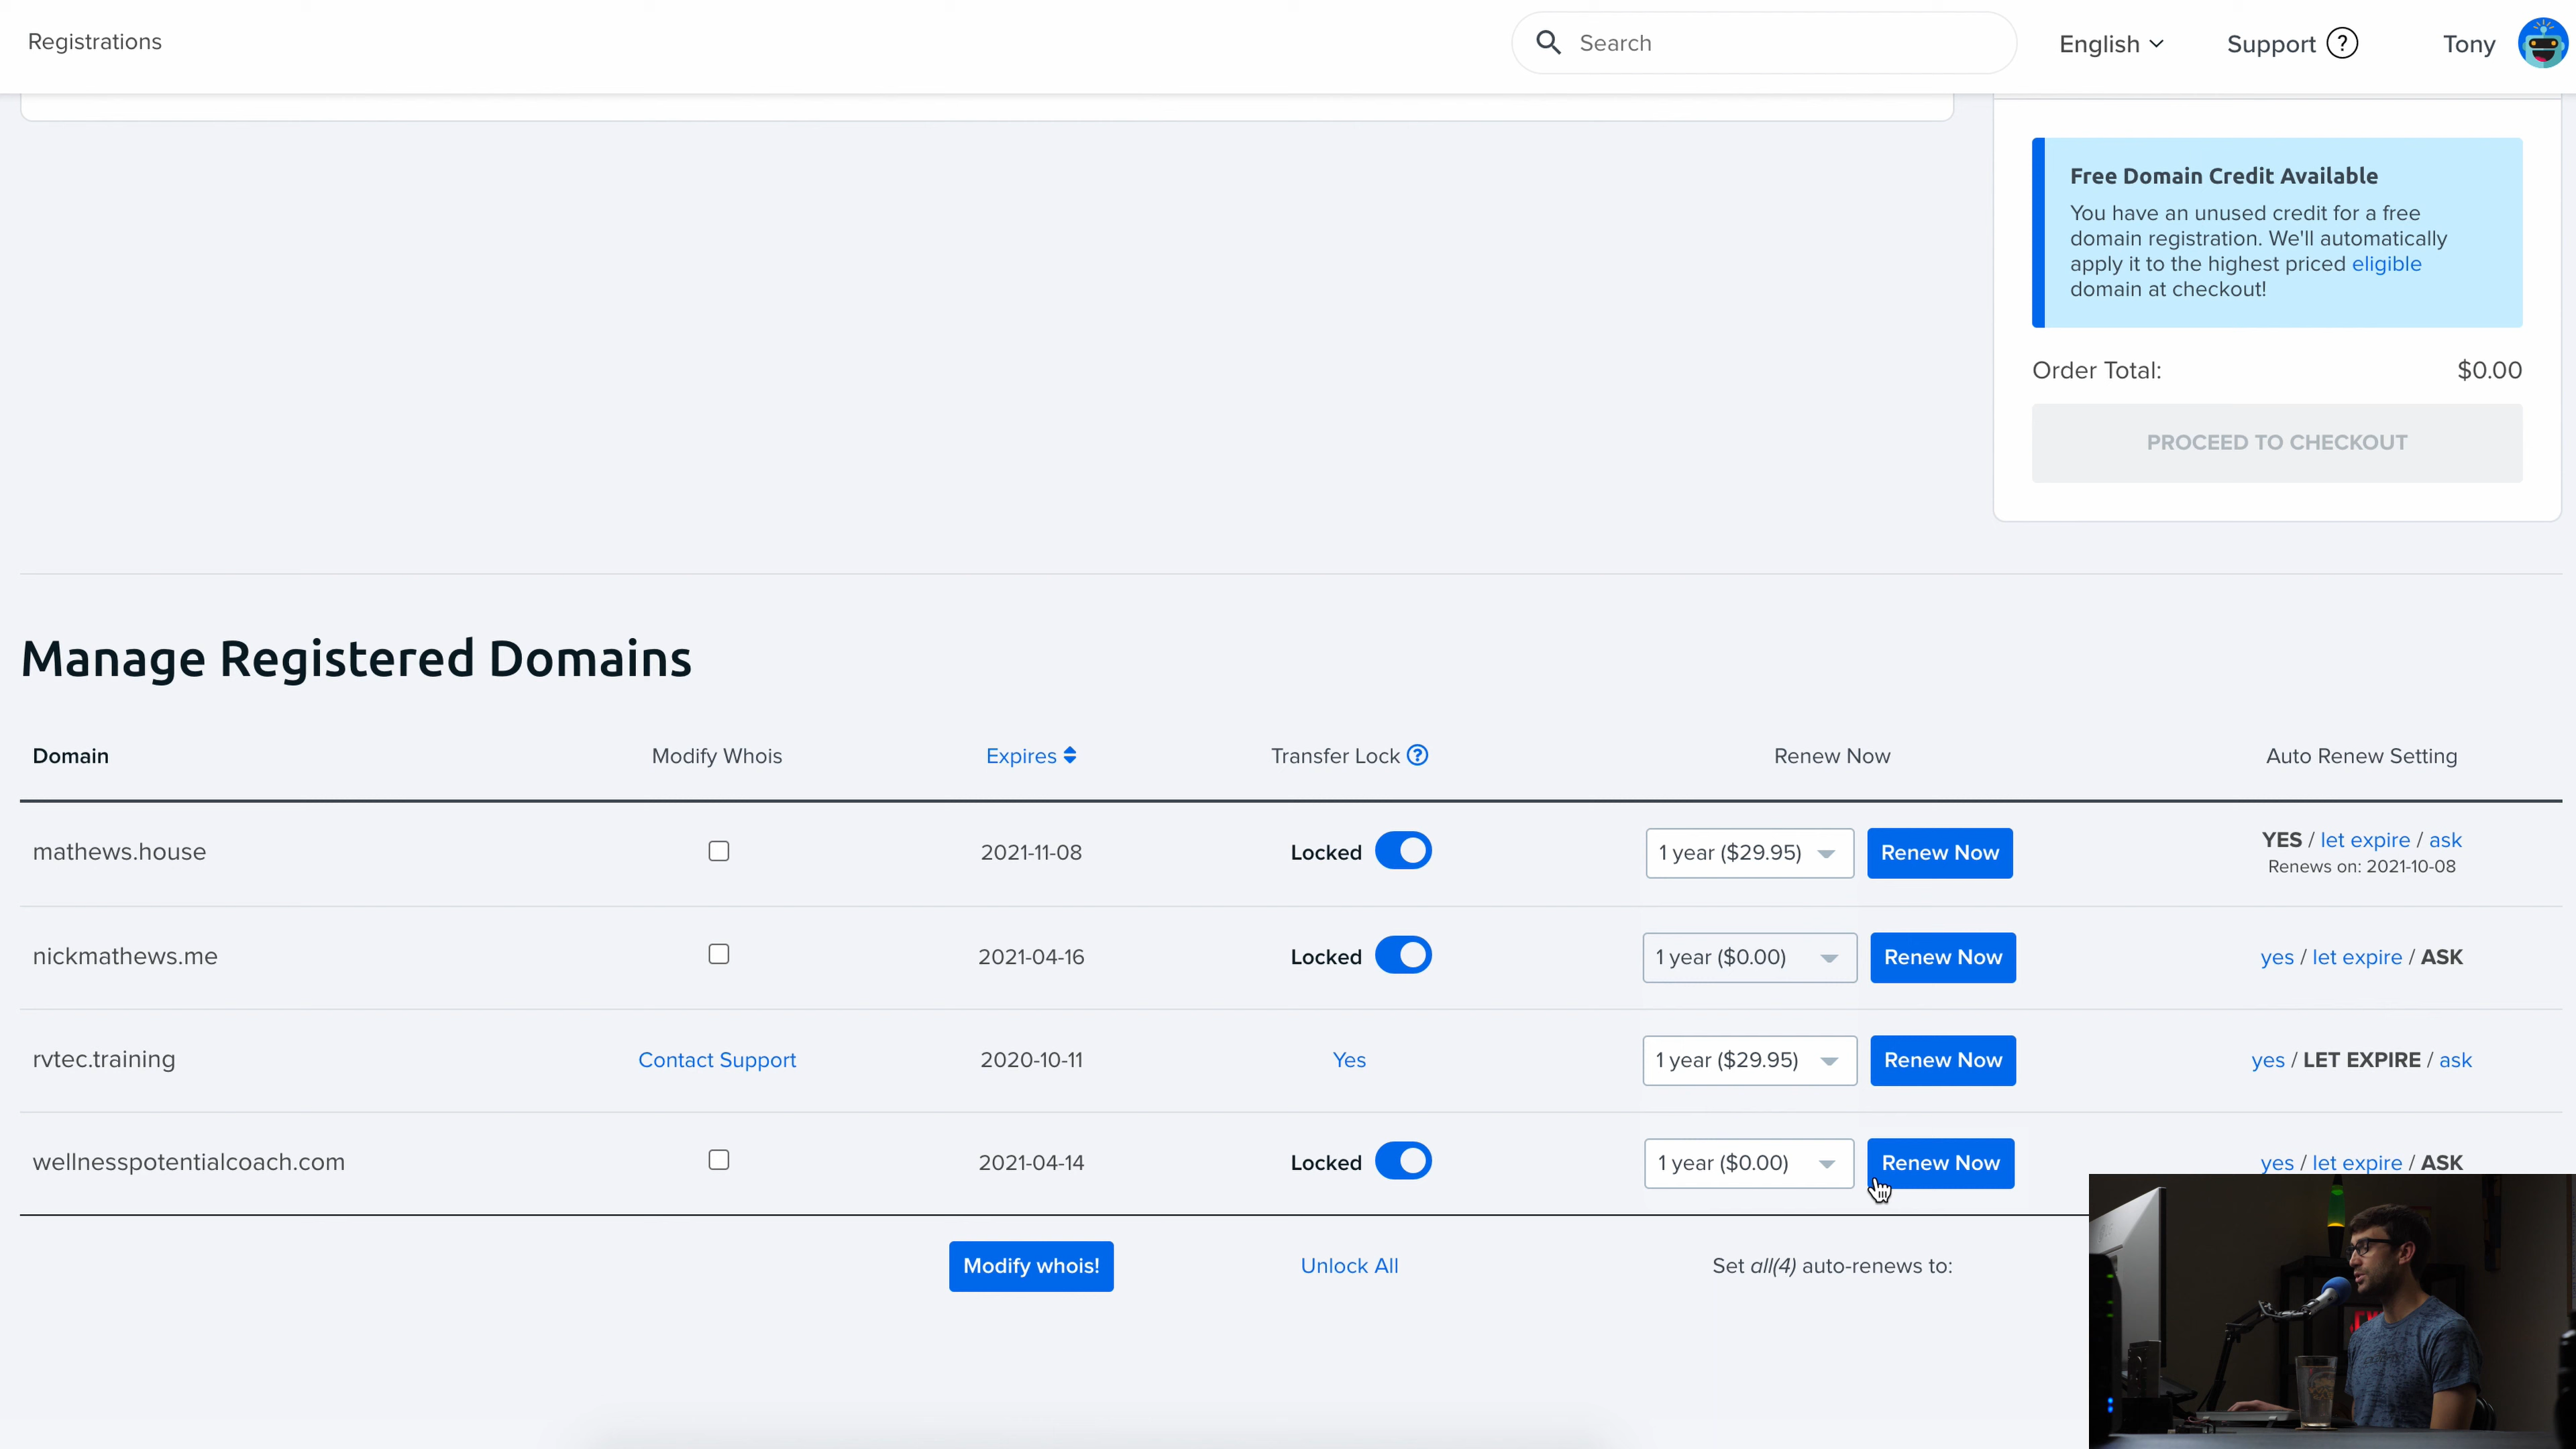 Registrations
Search
English
Support ?
Tony
Free Domain Credit Available
You have an unused credit for a free
domain registration. We'll automatically
apply it to the highest priced eligible
domain at checkout!
Order Total: $0.00
PROCEED TO CHECKOUT
Manage Registered Domains
Domain Modify Whois Expires Transfer Lock ? Renew Now Auto Renew Setting
mathews.house 2021-11-08 Locked 1 year ($29.95) Renew Now YES / let expire / ask
Renews on: 2021-10-08
nickmathews.me 2021-04-16 Locked 1 year ($0.00) Renew Now yes / let expire / ASK
rvtec.training Contact Support 2020-10-11 Yes 1 year ($29.95) Renew Now yes / LET EXPIRE / ask
wellnesspotentialcoach.com 2021-04-14 Locked 1 year ($0.00) Renew Now yes / let expire / ASK
Modify whois! Unlock All Set all(4) auto-renews to: